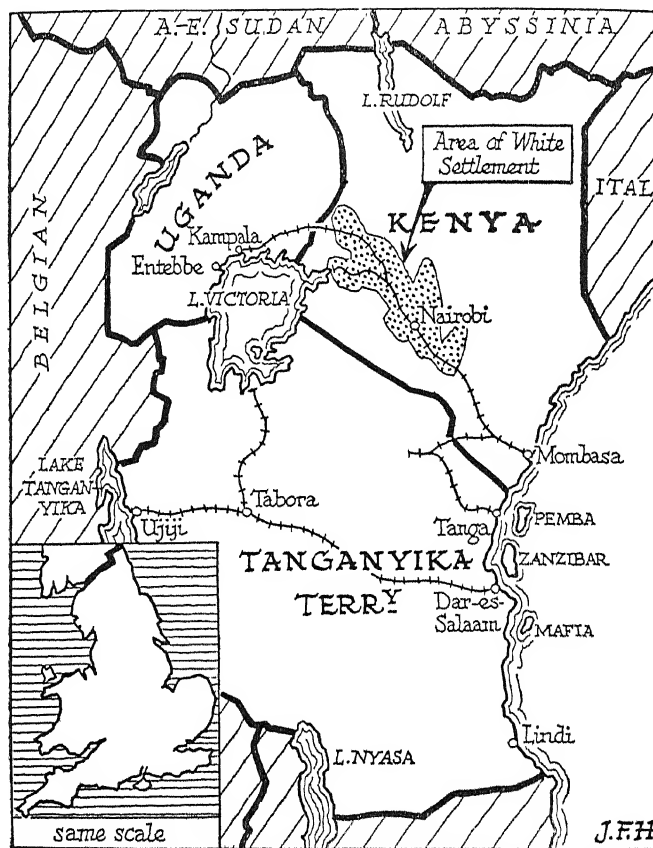 A.-E. SUDAN
ABYSSINIA
L.RUDOLF
Area of White
Settlement
UGANDA
ITAL
KENYA
Kampala
Entebbe
L.VICTORIA
Nairobi
BELGIAN
LAKE
TANGAN-
YIKA
Mombasa
Ujiji
Tabora
Tanga
PEMBA
TANGANYIKA
TERRY
ZANZIBAR
Dar-es-
Salaam
MAFIA
Lindi
L.NYASA
same scale
J.F.H